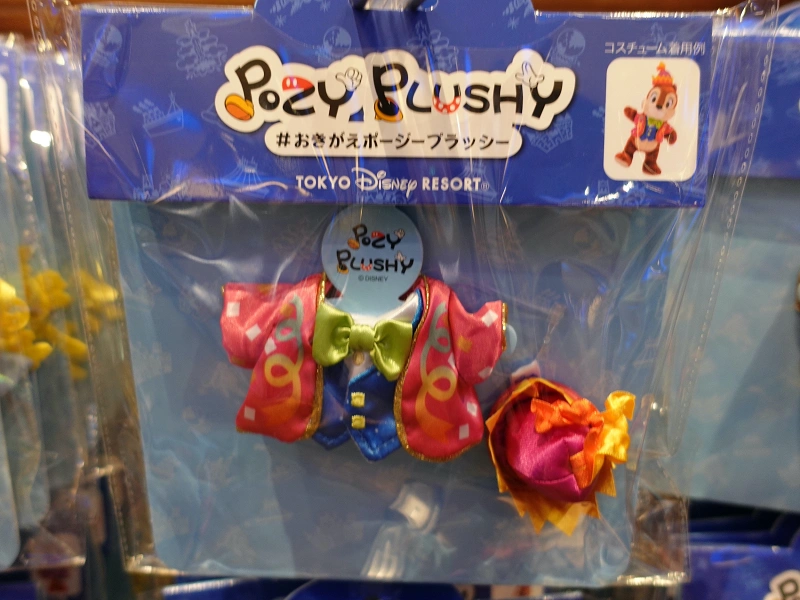 コスチューム着用例
POZY PLUSHY
#おきがえポージープラッシー
TOKYO Disney RESORT®
POZY
PLUSHY
© DISNEY